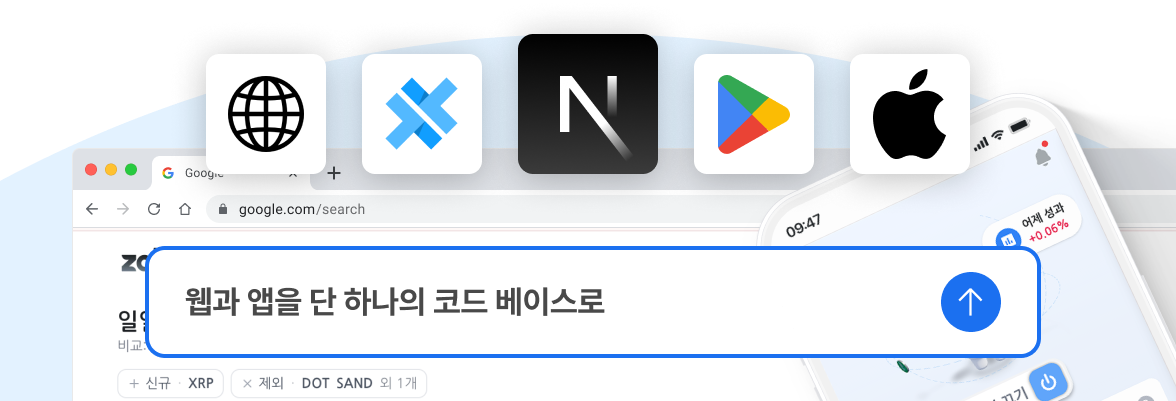 N
Google
google.com/search
09:47
어제 성과
+0.06%
웹과 앱을 단 하나의 코드 베이스로
비교:
+ 신규 · XRP
× 제외 · DOT SAND 외 1개
끄기